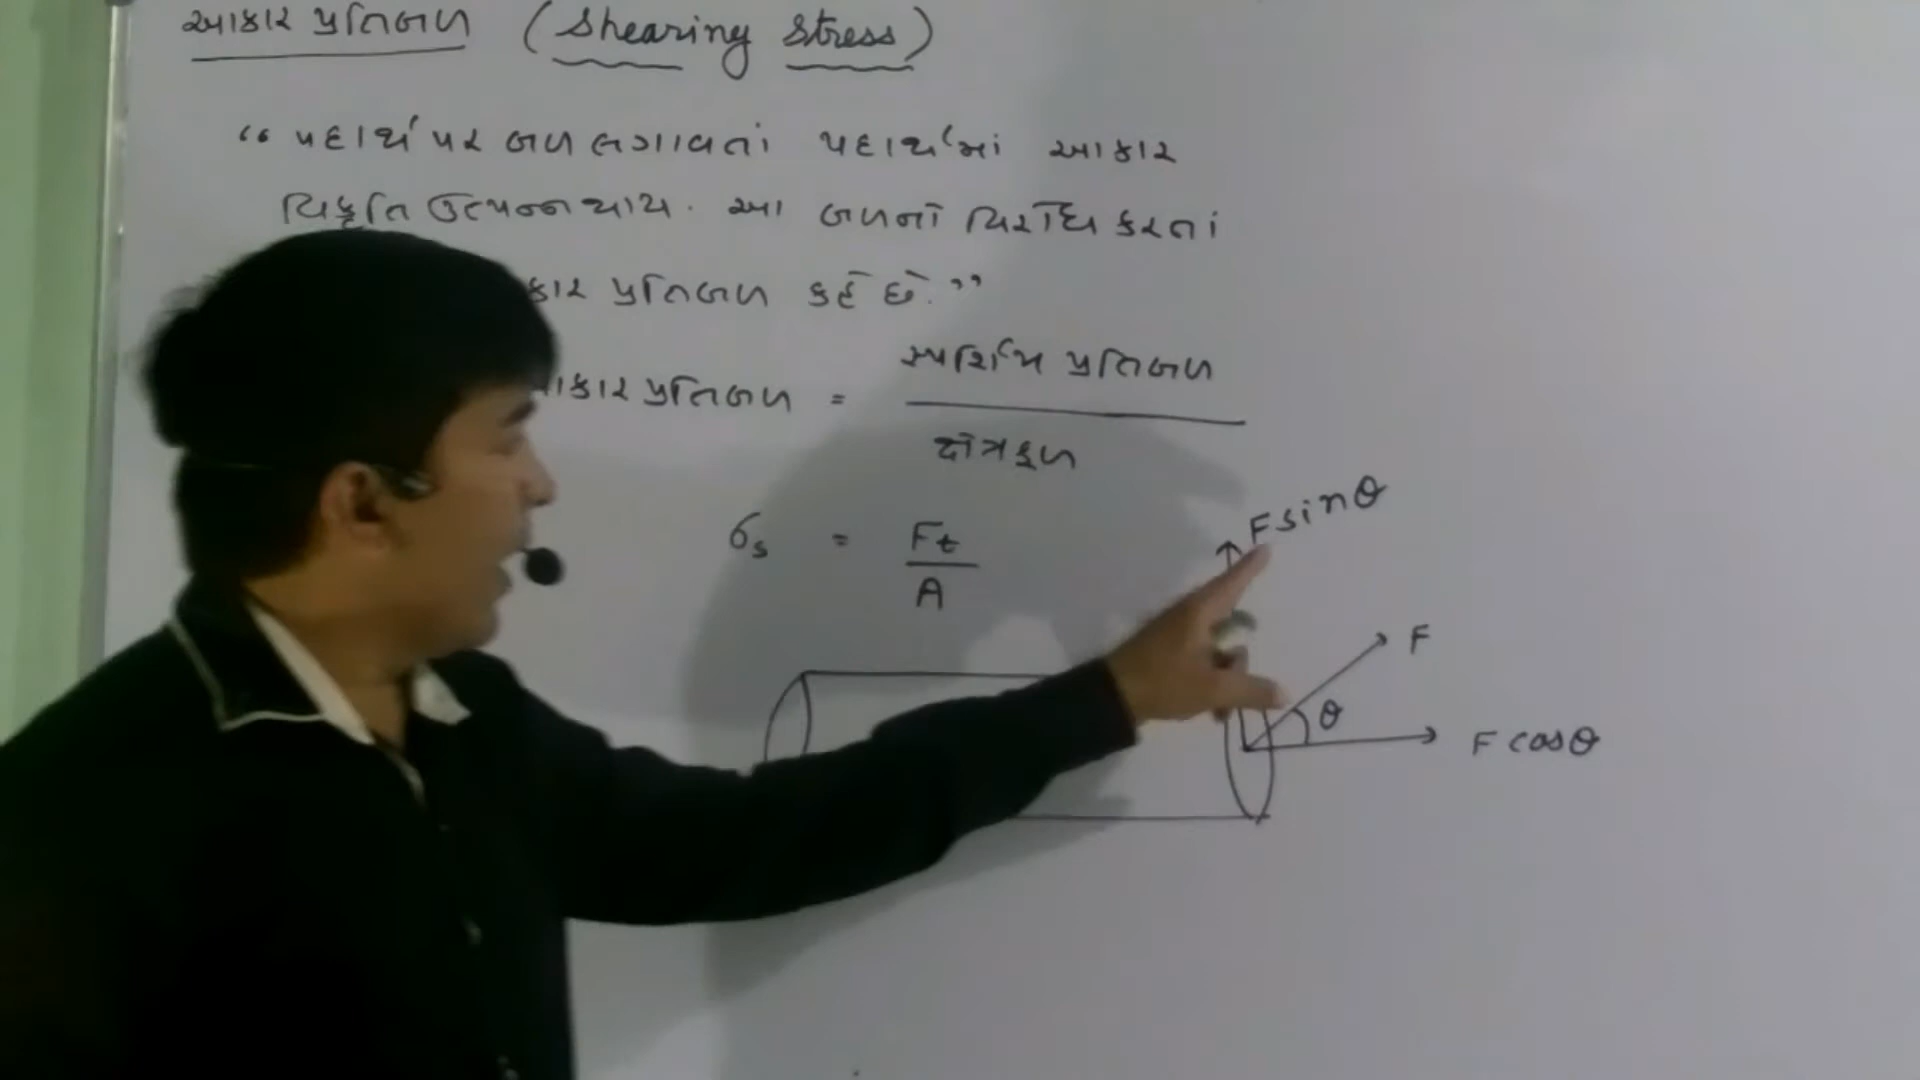 આકાર પ્રતિબળ (Shearing Stress)
“પદાર્થ પર બળ લગાવતાં પદાર્થમાં આકાર
વિકૃતિ ઉત્પન્ન થાય. આ બળનો વિરોધ કરતાં
પ્રતિબળ કહે છે.”
પ્રતિબળ = સ્પર્શીય પ્રતિબળ
ક્ષેત્રફળ
σs = Ft
A
F sinθ
F
θ
F cosθ